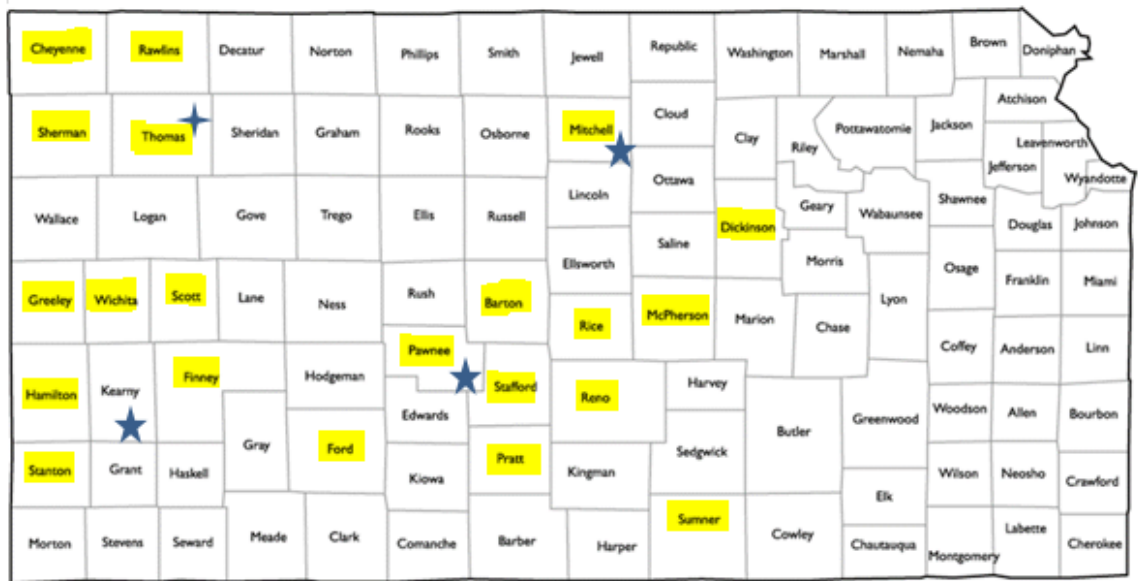 Cheyenne
Rawlins
Decatur
Norton
Phillips
Smith
Jewell
Republic
Washington
Marshall
Nemaha
Brown
Doniphan
Sherman
Thomas
Sheridan
Graham
Rooks
Osborne
Mitchell
Cloud
Clay
Riley
Pottawatomie
Jackson
Atchison
Jefferson
Leavenworth
Wyandotte
Wallace
Logan
Gove
Trego
Ellis
Russell
Lincoln
Ottawa
Saline
Dickinson
Geary
Wabaunsee
Shawnee
Douglas
Johnson
Ellsworth
Morris
Osage
Franklin
Miami
Greeley
Wichita
Scott
Lane
Ness
Rush
Barton
Rice
McPherson
Marion
Chase
Lyon
Coffey
Anderson
Linn
Hamilton
Kearny
Finney
Hodgeman
Pawnee
Stafford
Edwards
Reno
Harvey
Butler
Greenwood
Woodson
Allen
Bourbon
Stanton
Grant
Haskell
Gray
Ford
Kiowa
Pratt
Kingman
Sedgwick
Elk
Wilson
Neosho
Crawford
Morton
Stevens
Seward
Meade
Clark
Comanche
Barber
Harper
Sumner
Cowley
Chautauqua
Montgomery
Labette
Cherokee